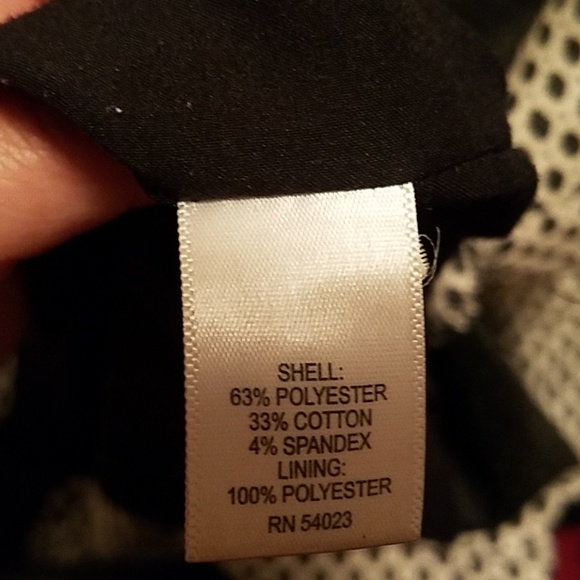 SHELL:
63% POLYESTER
33% COTTON
4% SPANDEX
LINING:
100% POLYESTER
RN 54023